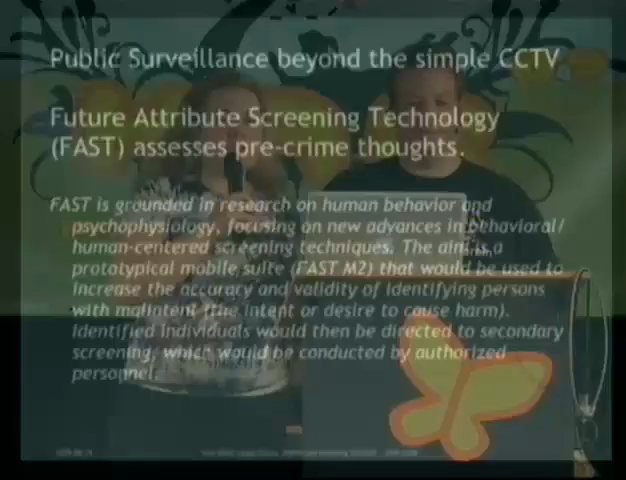 Public Surveillance beyond the simple CCTV
Future Attribute Screening Technology
(FAST) assesses pre-crime thoughts.
FAST is grounded in research on human behavior and
psychophysiology, focusing on new advances in behavioral/
human-centered screening techniques. The aim is a
prototypical mobile suite (FAST M2) that would be used to
increase the accuracy and validity of identifying persons
with malintent (the intent or desire to cause harm).
Identified individuals would then be directed to secondary
screening, which would be conducted by authorized
personnel.